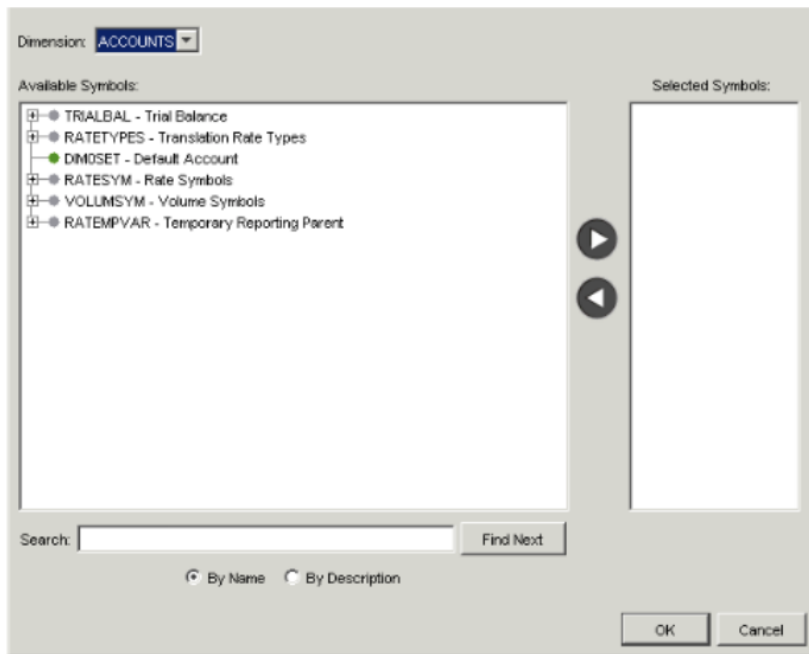 Dimension: ACCOUNTS
Available Symbols:
Selected Symbols:
TRIALBAL - Trial Balance
RATETYPES - Translation Rate Types
DIM0SET - Default Account
RATESYM - Rate Symbols
VOLUMSYM - Volume Symbols
RATEMPVAR - Temporary Reporting Parent
Search:
Find Next
By Name
By Description
OK
Cancel